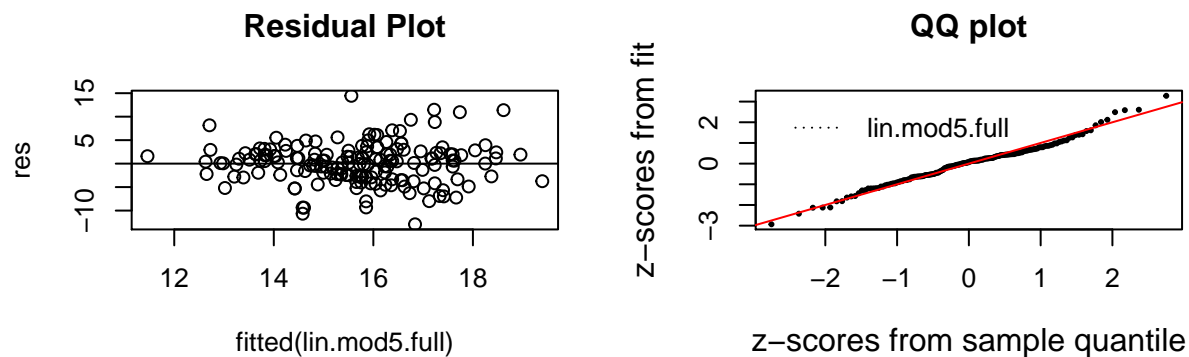 Residual Plot
res
15
5
−10
12
14
16
18
fitted(lin.mod5.full)
QQ plot
z−scores from fit
2
0
−3
lin.mod5.full
−2
−1
0
1
2
z−scores from sample quantile